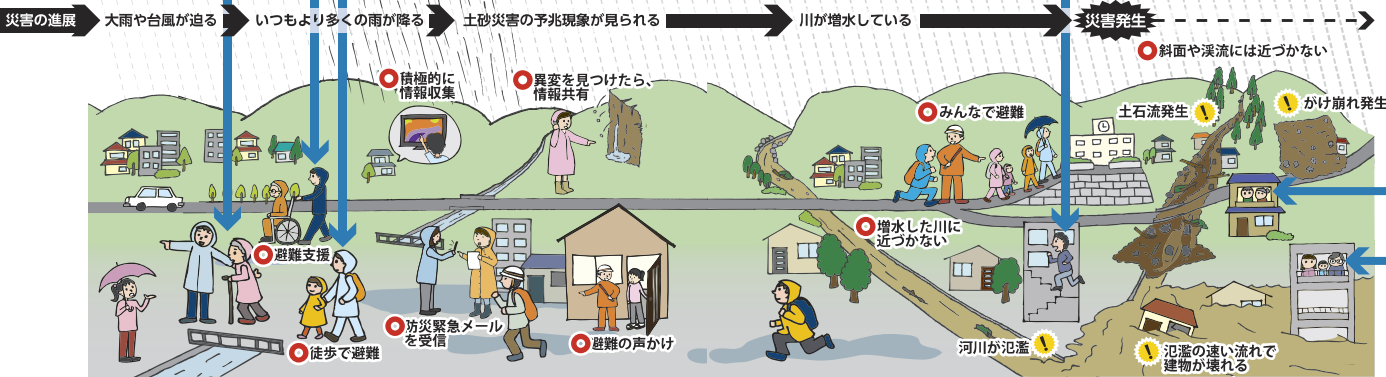 災害の進展
大雨や台風が迫る
いつもより多くの雨が降る
土砂災害の予兆現象が見られる
川が増水している
災害発生
斜面や渓流には近づかない
積極的に
情報収集
異変を見つけたら、
情報共有
みんなで避難
土石流発生
がけ崩れ発生
避難支援
増水した川に
近づかない
防災緊急メール
を受信
徒歩で避難
避難の声かけ
河川が氾濫
氾濫の速い流れで
建物が壊れる